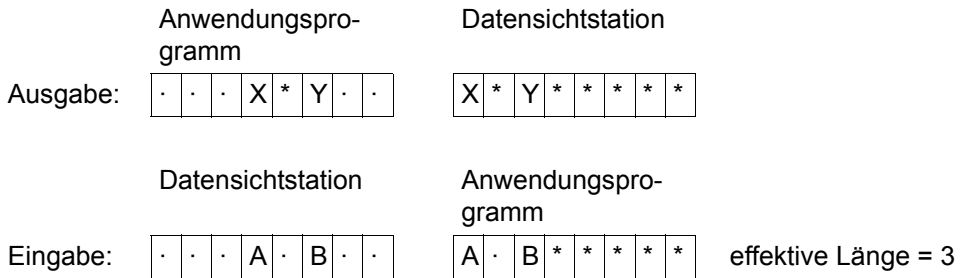 Anwendungspro-
gramm
Datensichtstation
Ausgabe: · · · X * Y · · X * Y * * * * *
Datensichtstation
Anwendungspro-
gramm
Eingabe: · · · A · B · · A · B * * * * * effektive Länge = 3